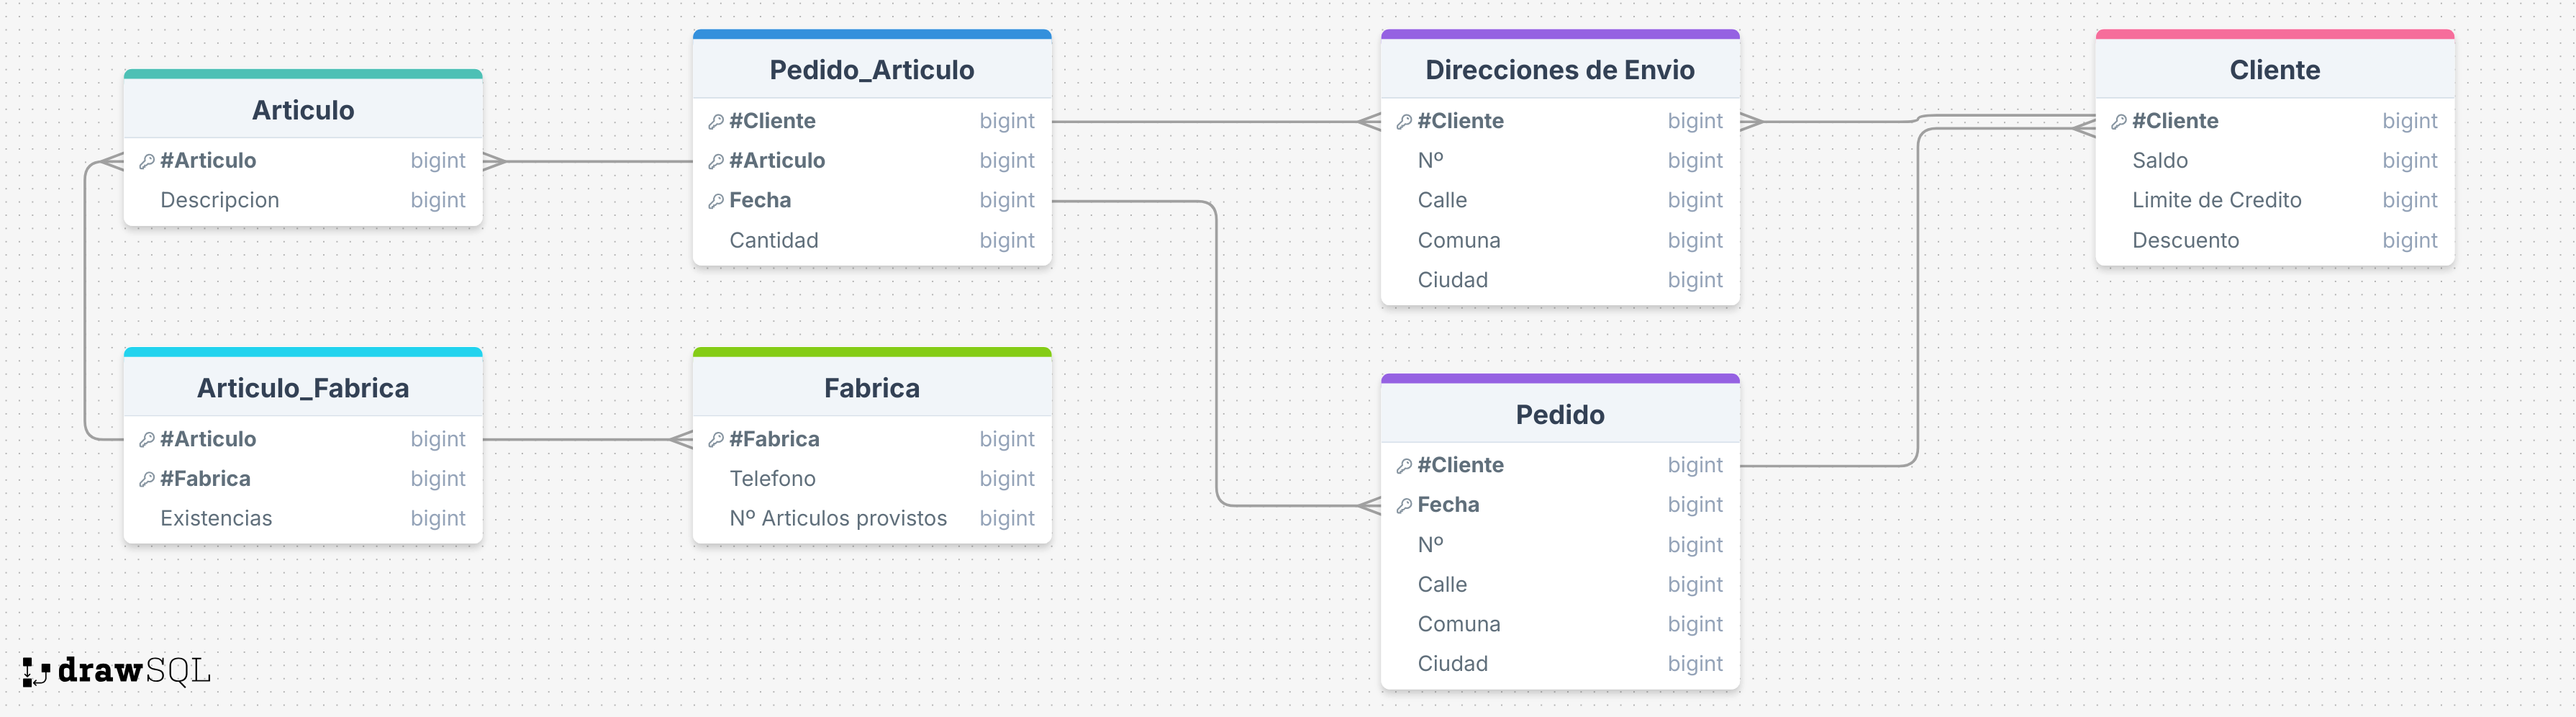 Articulo
#Articulo bigint
Descripcion bigint
Pedido_Articulo
#Cliente bigint
#Articulo bigint
Fecha bigint
Cantidad bigint
Direcciones de Envio
#Cliente bigint
Nº bigint
Calle bigint
Comuna bigint
Ciudad bigint
Cliente
#Cliente bigint
Saldo bigint
Limite de Credito bigint
Descuento bigint
Articulo_Fabrica
#Articulo bigint
#Fabrica bigint
Existencias bigint
Fabrica
#Fabrica bigint
Telefono bigint
Nº Articulos provistos bigint
Pedido
#Cliente bigint
Fecha bigint
Nº bigint
Calle bigint
Comuna bigint
Ciudad bigint
drawSQL